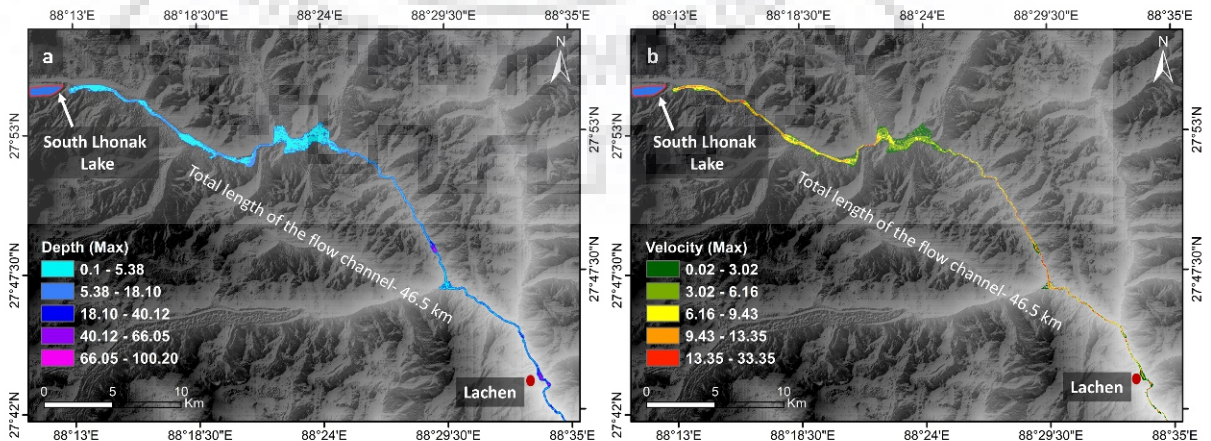 88°13'E 88°18'30"E 88°24'E 88°29'30"E 88°35'E
a
N
27°53'N
27°53'N
South Lhonak
Lake
Total length of the flow channel- 46.5 km
27°47'30"N
27°47'30"N
Depth (Max)
0.1 - 5.38
5.38 - 18.10
18.10 - 40.12
40.12 - 66.05
66.05 - 100.20
0 5 10
Km
Lachen
27°42'N
88°13'E 88°18'30"E 88°24'E 88°29'30"E 88°35'E
88°13'E 88°18'30"E 88°24'E 88°29'30"E 88°35'E
b
N
27°53'N
27°53'N
South Lhonak
Lake
Total length of the flow channel- 46.5 km
27°47'30"N
27°47'30"N
Velocity (Max)
0.02 - 3.02
3.02 - 6.16
6.16 - 9.43
9.43 - 13.35
13.35 - 33.35
0 5 10
Km
Lachen
27°42'N
88°13'E 88°18'30"E 88°24'E 88°29'30"E 88°35'E